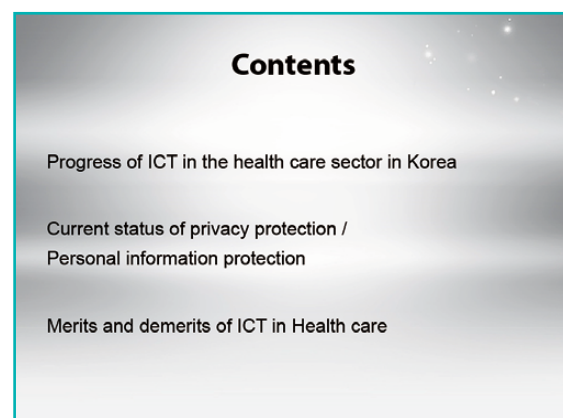 Contents
Progress of ICT in the health care sector in Korea
Current status of privacy protection /
Personal information protection
Merits and demerits of ICT in Health care